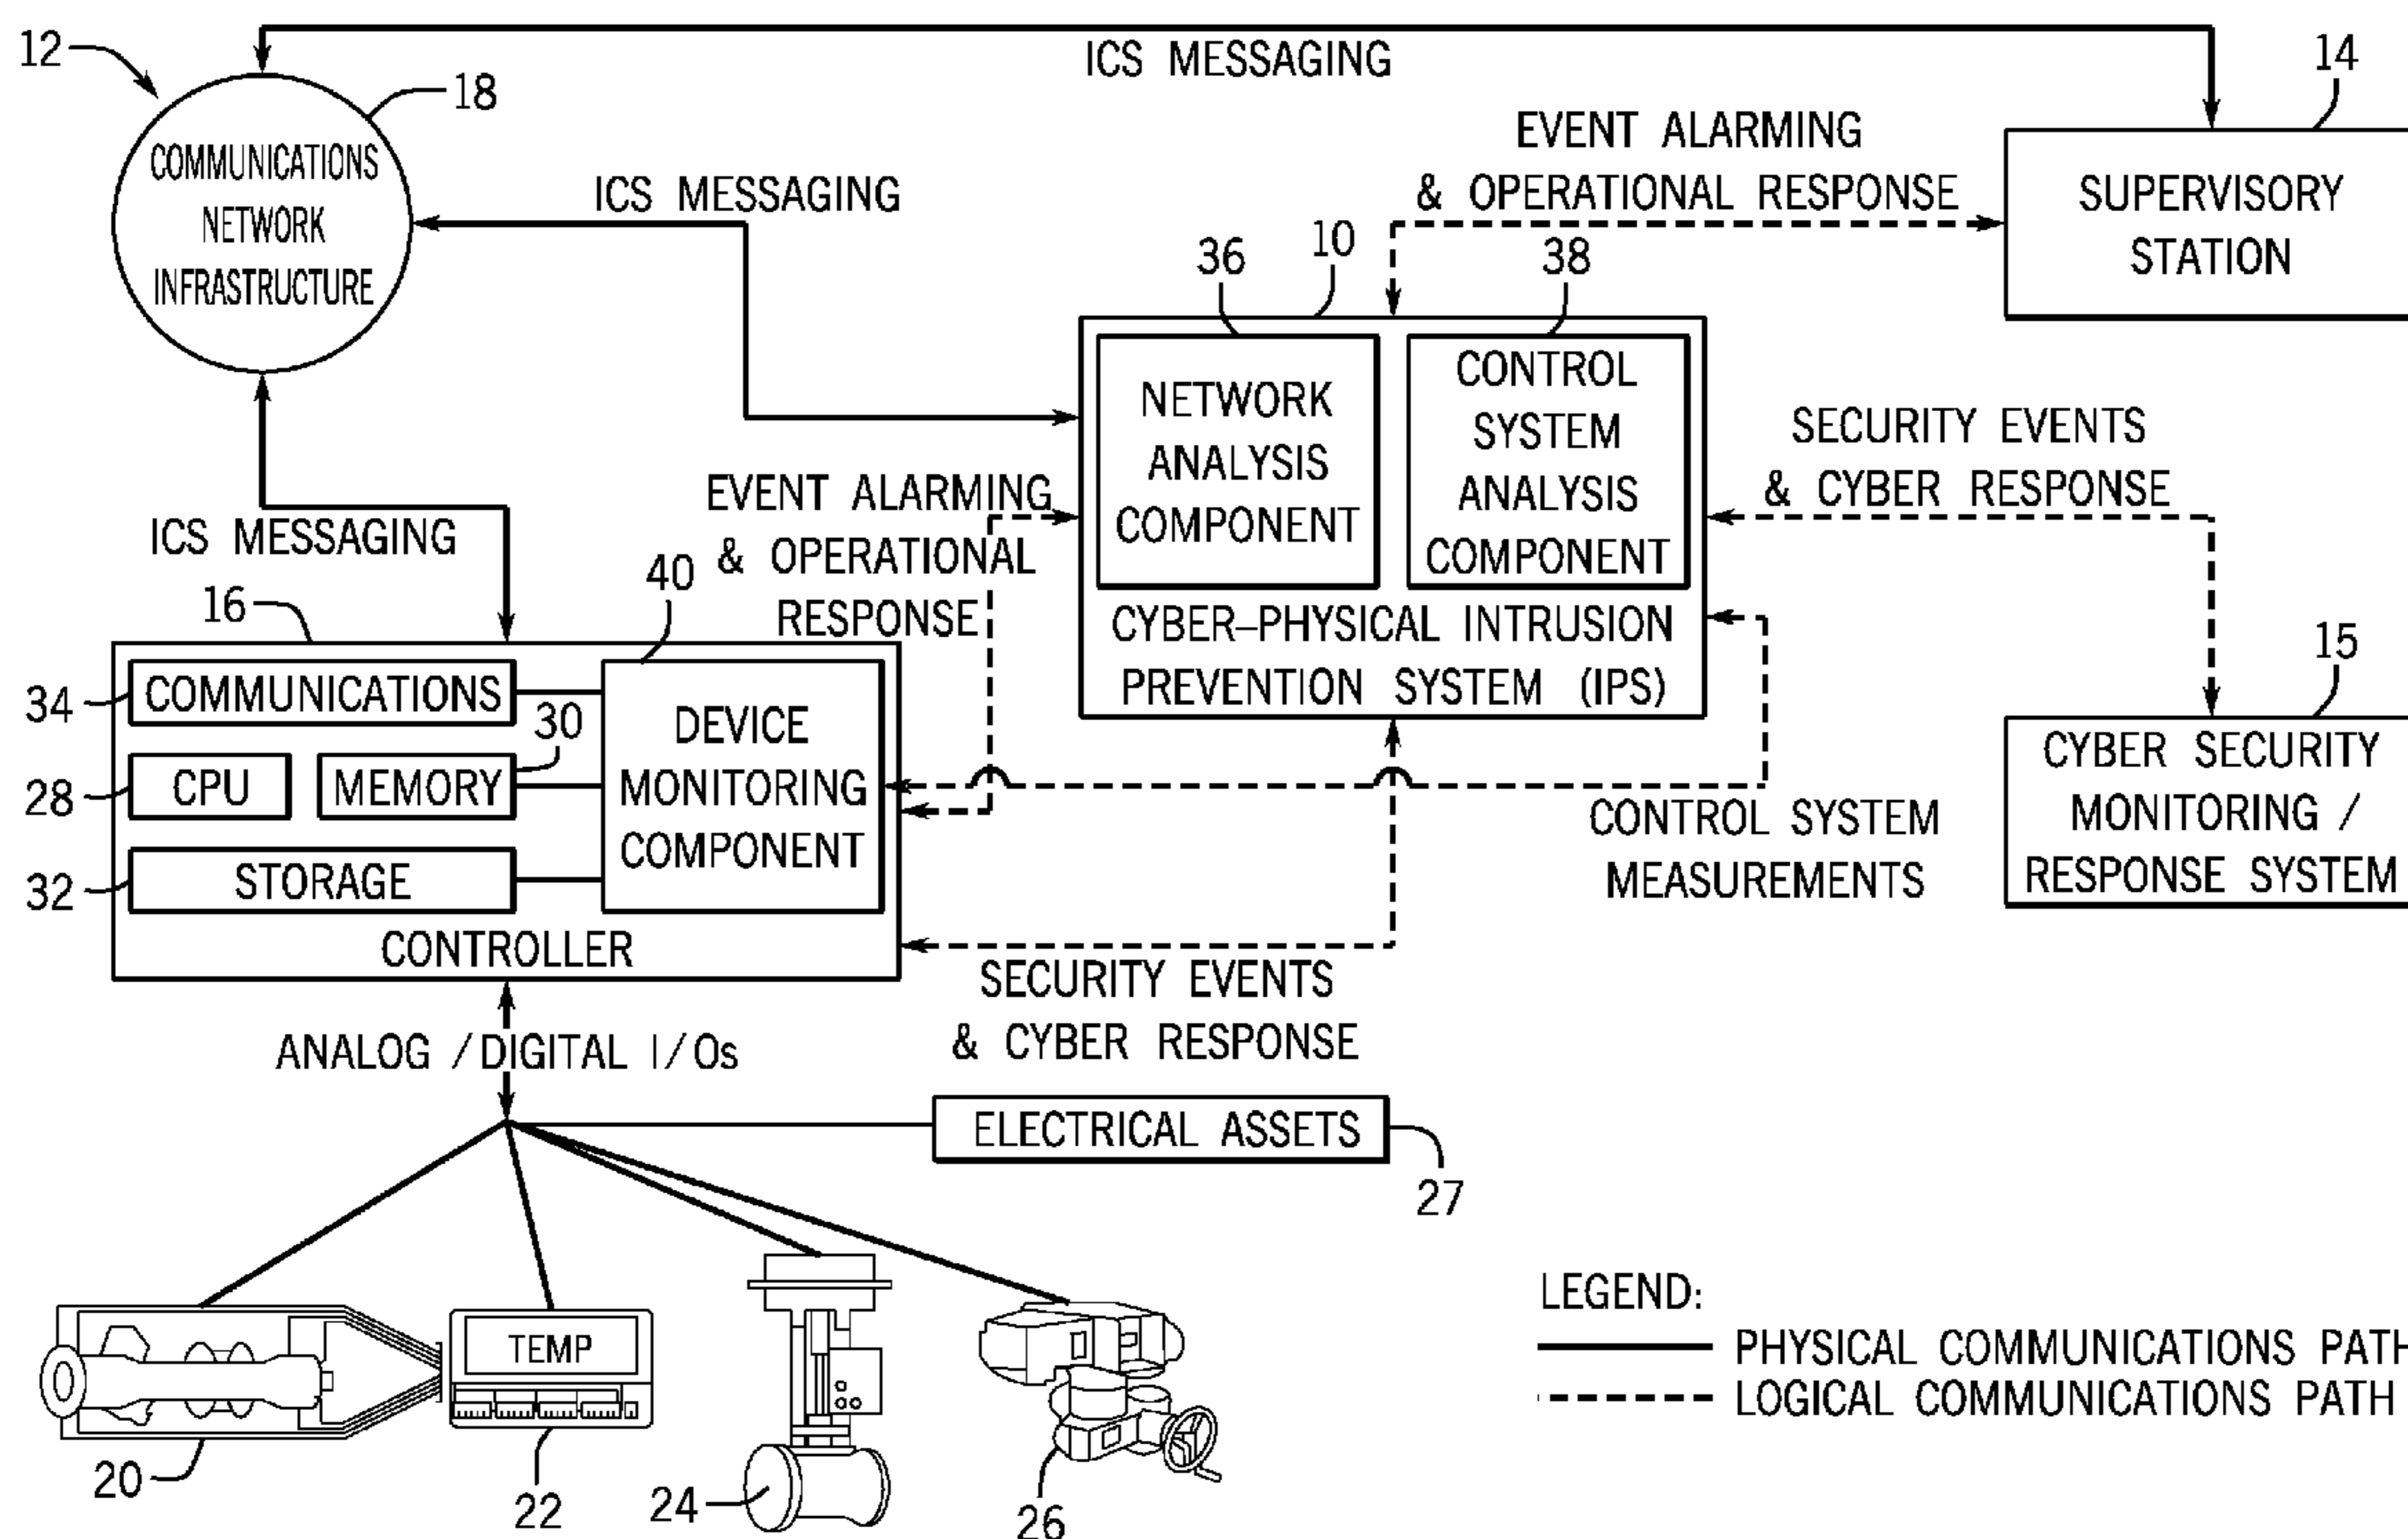 12
18
COMMUNICATIONS
NETWORK
INFRASTRUCTURE
ICS MESSAGING
14
SUPERVISORY
STATION
EVENT ALARMING
& OPERATIONAL RESPONSE
ICS MESSAGING
36
10
38
NETWORK
ANALYSIS
COMPONENT
CONTROL
SYSTEM
ANALYSIS
COMPONENT
CYBER–PHYSICAL INTRUSION
PREVENTION SYSTEM (IPS)
SECURITY EVENTS
& CYBER RESPONSE
EVENT ALARMING
& OPERATIONAL
RESPONSE
ICS MESSAGING
16
40
34
COMMUNICATIONS
30
28
CPU
MEMORY
32
STORAGE
DEVICE
MONITORING
COMPONENT
CONTROLLER
15
CYBER SECURITY
MONITORING /
RESPONSE SYSTEM
CONTROL SYSTEM
MEASUREMENTS
SECURITY EVENTS
& CYBER RESPONSE
ANALOG / DIGITAL I/Os
ELECTRICAL ASSETS
27
TEMP
20
22
24
26
LEGEND:
PHYSICAL COMMUNICATIONS PATH
LOGICAL COMMUNICATIONS PATH